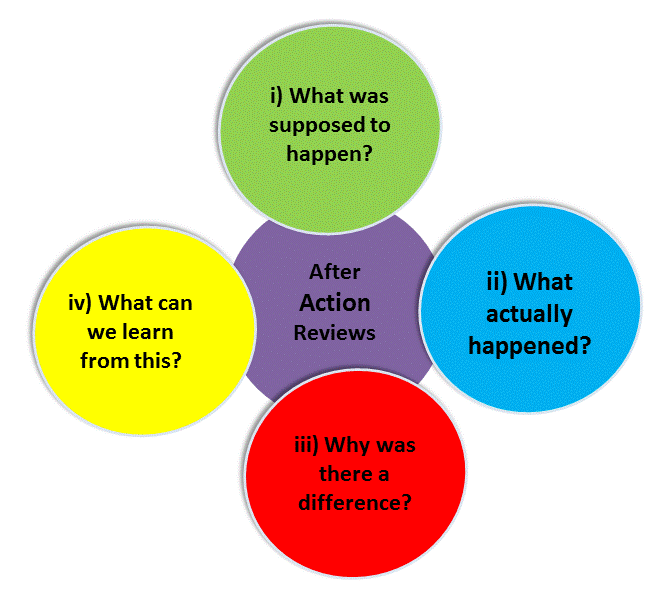 i) What was
supposed to
happen?
After
Action
Reviews
ii) What
actually
happened?
iv) What can
we learn
from this?
iii) Why was
there a
difference?